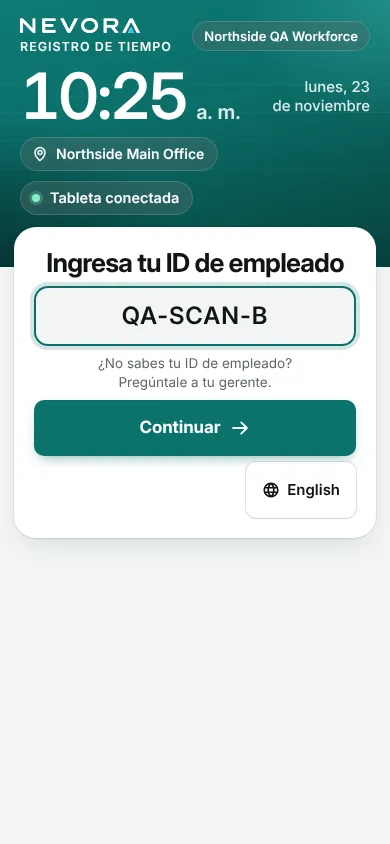 NEVORA
REGISTRO DE TIEMPO
Northside QA Workforce
10:25 a. m.
lunes, 23
de noviembre
Northside Main Office
Tableta conectada
Ingresa tu ID de empleado
QA-SCAN-B
¿No sabes tu ID de empleado?
Pregúntale a tu gerente.
Continuar →
English